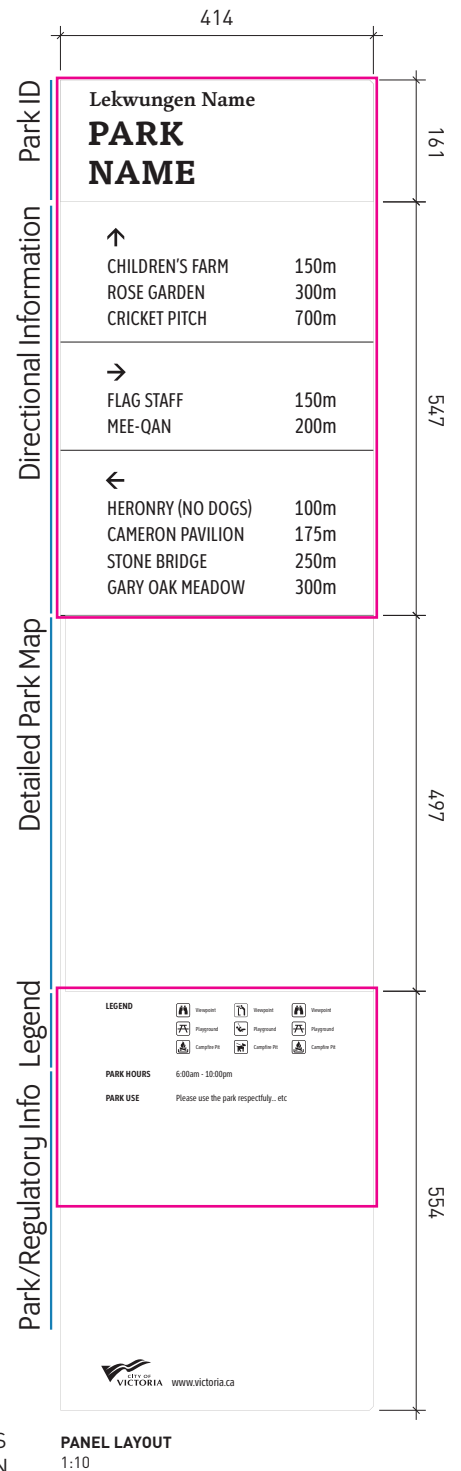 414
Park ID
Lekwungen Name
PARK
NAME
161
Directional Information
↑
CHILDREN'S FARM 150m
ROSE GARDEN 300m
CRICKET PITCH 700m
→
FLAG STAFF 150m
MEE-QAN 200m
←
HERONRY (NO DOGS) 100m
CAMERON PAVILION 175m
STONE BRIDGE 250m
GARY OAK MEADOW 300m
547
Detailed Park Map
497
Legend
LEGEND Viewpoint Viewpoint Viewpoint
Playground Playground Playground
Campfire Pit Campfire Pit Campfire Pit
PARK HOURS 6:00am - 10:00pm
PARK USE Please use the park respectfuly... etc
Park/Regulatory Info
554
CITY OF
VICTORIA www.victoria.ca
S
N
PANEL LAYOUT
1:10